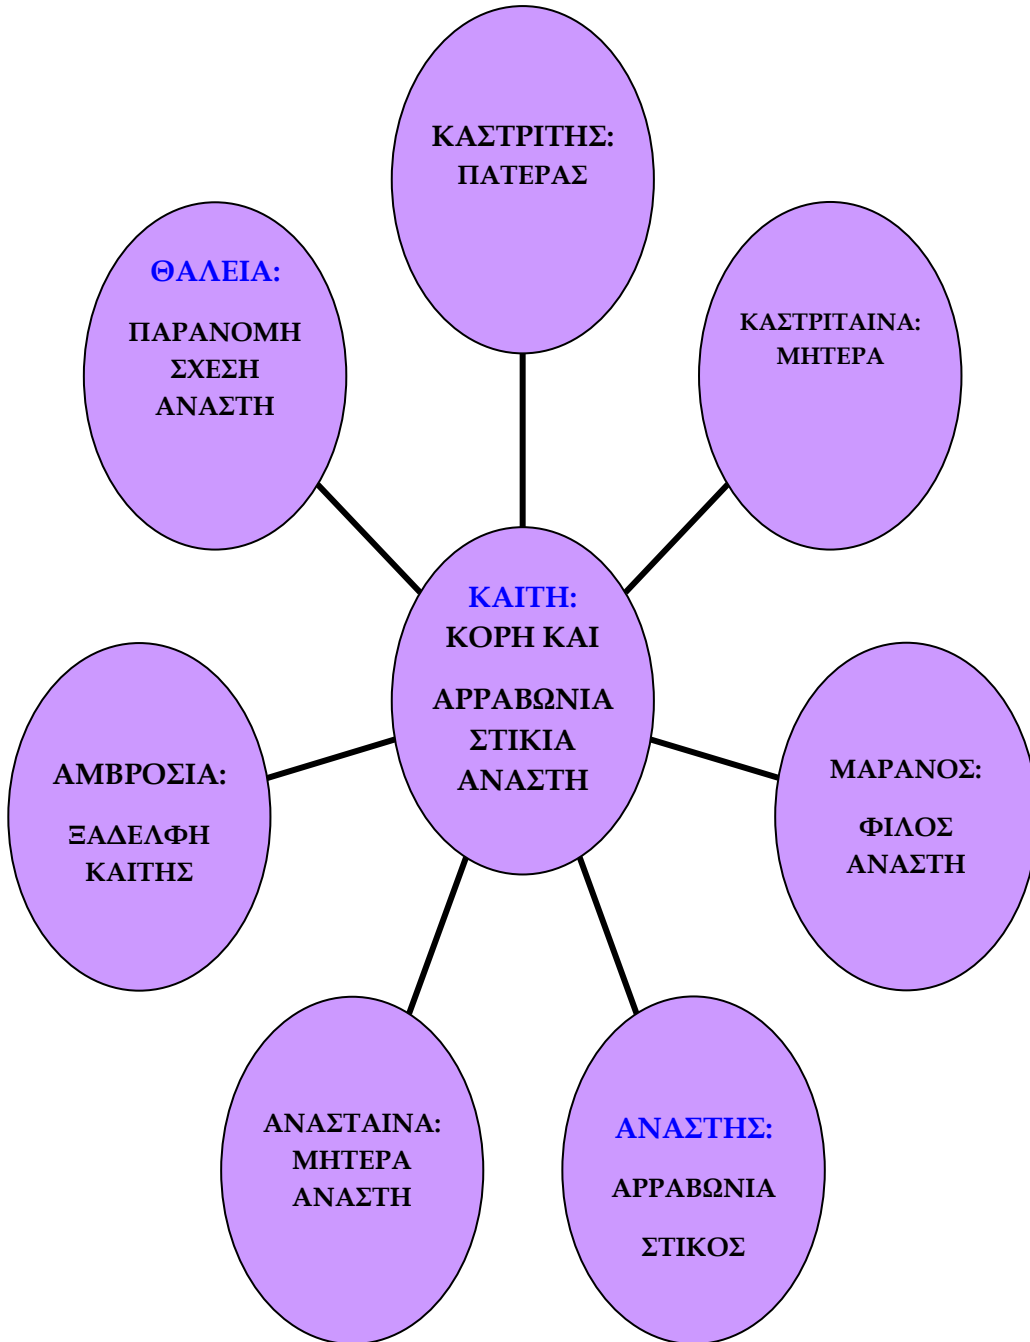 ΚΑΣΤΡΙΤΗΣ:
ΠΑΤΕΡΑΣ
ΘΑΛΕΙΑ:
ΠΑΡΑΝΟΜΗ
ΣΧΕΣΗ
ΑΝΑΣΤΗ
ΚΑΣΤΡΙΤΑΙΝΑ:
ΜΗΤΕΡΑ
ΚΑΙΤΗ:
ΚΟΡΗ ΚΑΙ
ΑΡΡΑΒΩΝΙΑ
ΣΤΙΚΙΑ
ΑΝΑΣΤΗ
ΑΜΒΡΟΣΙΑ:
ΞΑΔΕΛΦΗ
ΚΑΙΤΗΣ
ΜΑΡΑΝΟΣ:
ΦΙΛΟΣ
ΑΝΑΣΤΗ
ΑΝΑΣΤΑΙΝΑ:
ΜΗΤΕΡΑ
ΑΝΑΣΤΗ
ΑΝΑΣΤΗΣ:
ΑΡΡΑΒΩΝΙΑ
ΣΤΙΚΟΣ